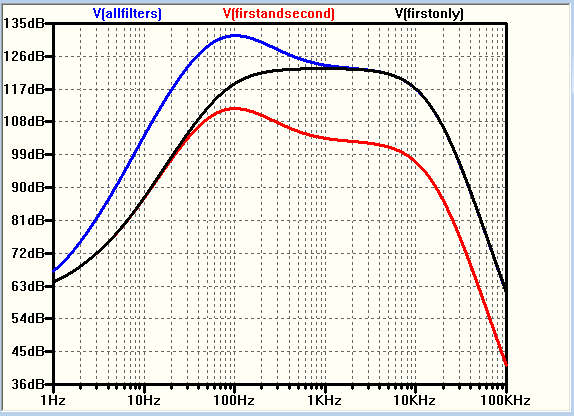 V(allfilters) V(firstandsecond) V(firstonly)
135dB
126dB
117dB
108dB
99dB
90dB
81dB
72dB
63dB
54dB
45dB
36dB
1Hz 10Hz 100Hz 1KHz 10KHz 100KHz